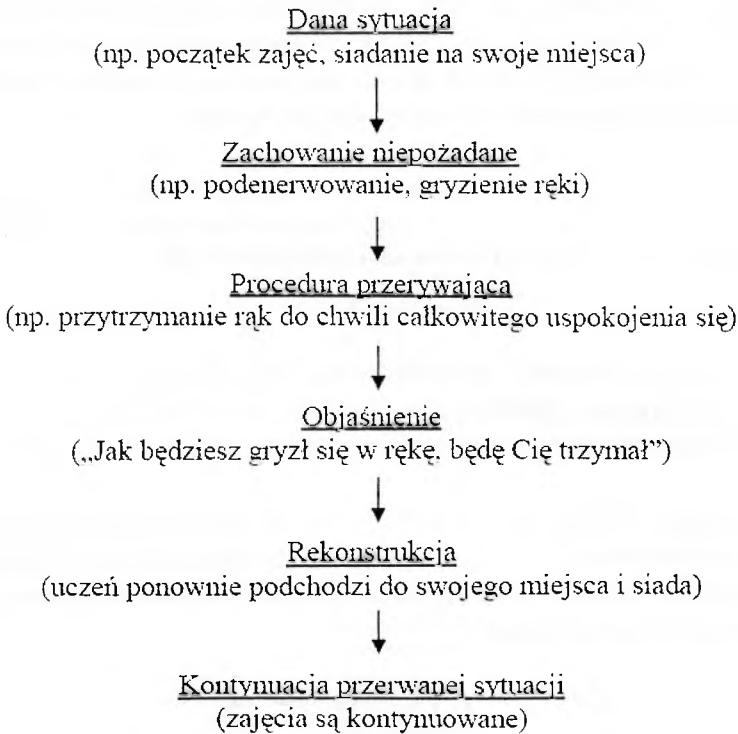 Dana sytuacja
(np. początek zajęć, siadanie na swoje miejsca)
Zachowanie niepożądane
(np. podenerwowanie, gryzienie ręki)
Procedura przerywająca
(np. przytrzymanie rąk do chwili całkowitego uspokojenia się)
Objaśnienie
(„Jak będziesz gryzł się w rękę, będę Cię trzymał”)
Rekonstrukcja
(uczeń ponownie podchodzi do swojego miejsca i siada)
Kontynuacja przerwanej sytuacji
(zajęcia są kontynuowane)